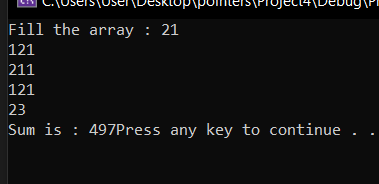 C:\Users\User\Desktop\pointers\Project4\Debug\
Fill the array : 21
121
211
121
23
Sum is : 497Press any key to continue . .